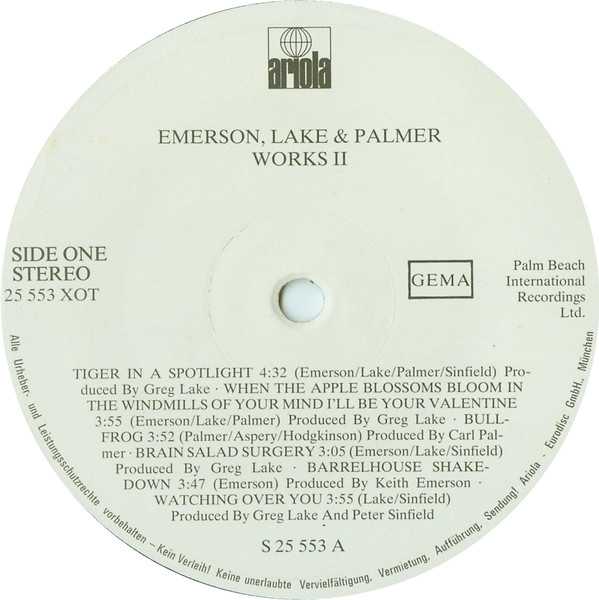 ariola
EMERSON, LAKE & PALMER
WORKS II
SIDE ONE
STEREO
25 553 XOT
GEMA
Palm Beach
International
Recordings
Ltd.
TIGER IN A SPOTLIGHT 4:32 (Emerson/Lake/Palmer/Sinfield) Pro-
duced By Greg Lake · WHEN THE APPLE BLOSSOMS BLOOM IN
THE WINDMILLS OF YOUR MIND I'LL BE YOUR VALENTINE
3:55 (Emerson/Lake/Palmer) Produced By Greg Lake · BULL-
FROG 3:52 (Palmer/Aspery/Hodgkinson) Produced By Carl Pal-
mer · BRAIN SALAD SURGERY 3:05 (Emerson/Lake/Sinfield)
Produced By Greg Lake · BARRELHOUSE SHAKE-
DOWN 3:47 (Emerson) Produced By Keith Emerson ·
WATCHING OVER YOU 3:55 (Lake/Sinfield)
Produced By Greg Lake And Peter Sinfield
S 25 553 A
Alle Urheber- und Leistungsschutzrechte vorbehalten – Kein Verleih! Keine unerlaubte Vervielfältigung, Vermietung, Aufführung, Sendung! Ariola - Eurodisc GmbH., München